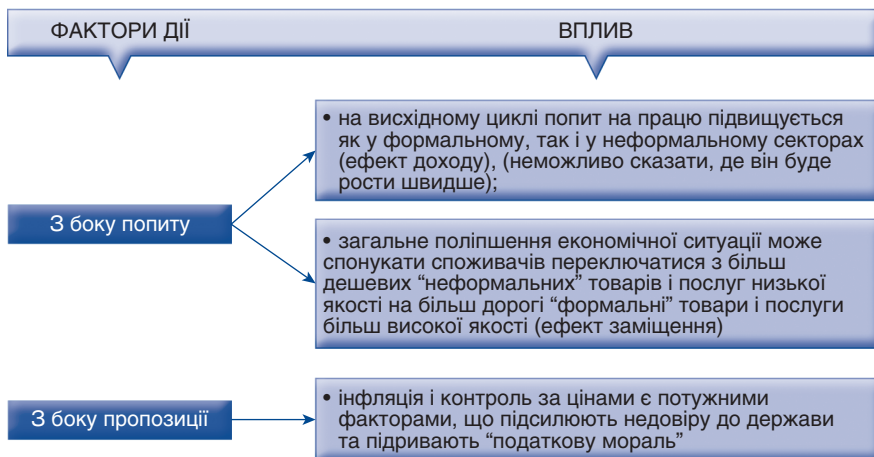 ФАКТОРИ ДІЇ
ВПЛИВ
З боку попиту
• на висхідному циклі попит на працю підвищується
як у формальному, так і у неформальному секторах
(ефект доходу), (неможливо сказати, де він буде
рости швидше);
• загальне поліпшення економічної ситуації може
спонукати споживачів переключатися з більш
дешевих “неформальних” товарів і послуг низької
якості на більш дорогі “формальні” товари і послуги
більш високої якості (ефект заміщення)
З боку пропозиції
• інфляція і контроль за цінами є потужними
факторами, що підсилюють недовіру до держави
та підривають “податкову мораль”